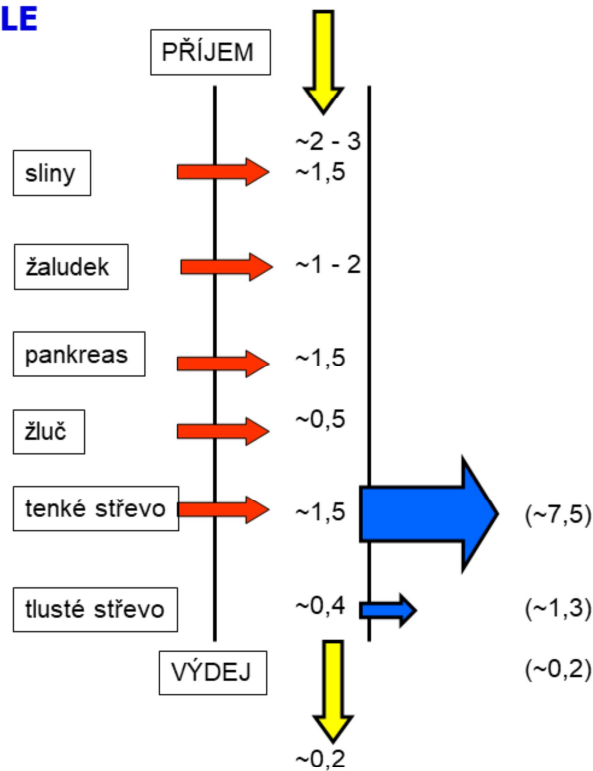 LE
PŘÍJEM
~2 - 3
sliny ~1,5
žaludek ~1 - 2
pankreas ~1,5
žluč ~0,5
tenké střevo ~1,5 (~7,5)
tlusté střevo ~0,4 (~1,3)
VÝDEJ (~0,2)
~0,2